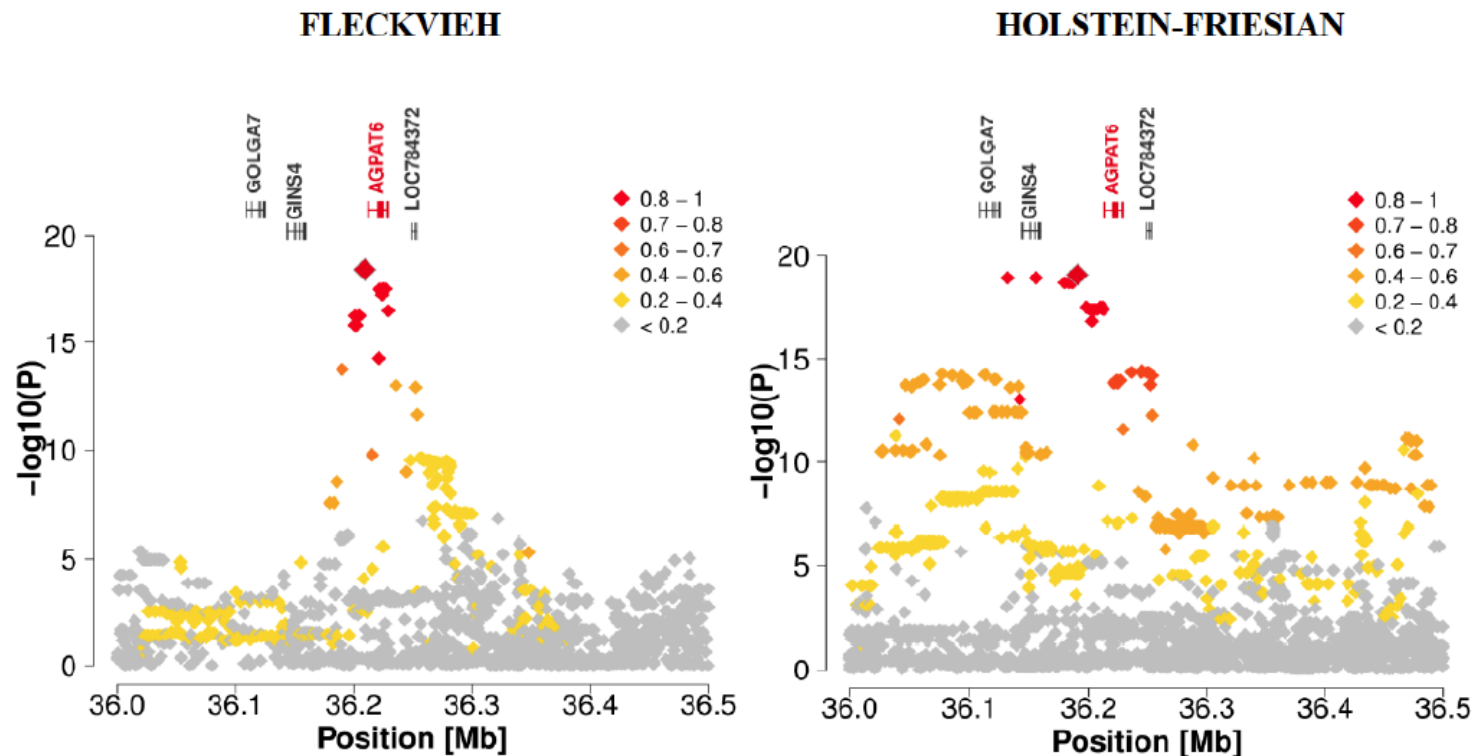 FLECKVIEH
HOLSTEIN-FRIESIAN
GOLGA7
GINS4
AGPAT6
LOC784372
0.8 – 1
0.7 – 0.8
0.6 – 0.7
0.4 – 0.6
0.2 – 0.4
< 0.2
20
15
10
5
0
−log10(P)
36.0 36.1 36.2 36.3 36.4 36.5
Position [Mb]
GOLGA7
GINS4
AGPAT6
LOC784372
0.8 – 1
0.7 – 0.8
0.6 – 0.7
0.4 – 0.6
0.2 – 0.4
< 0.2
20
15
10
5
0
−log10(P)
36.0 36.1 36.2 36.3 36.4 36.5
Position [Mb]